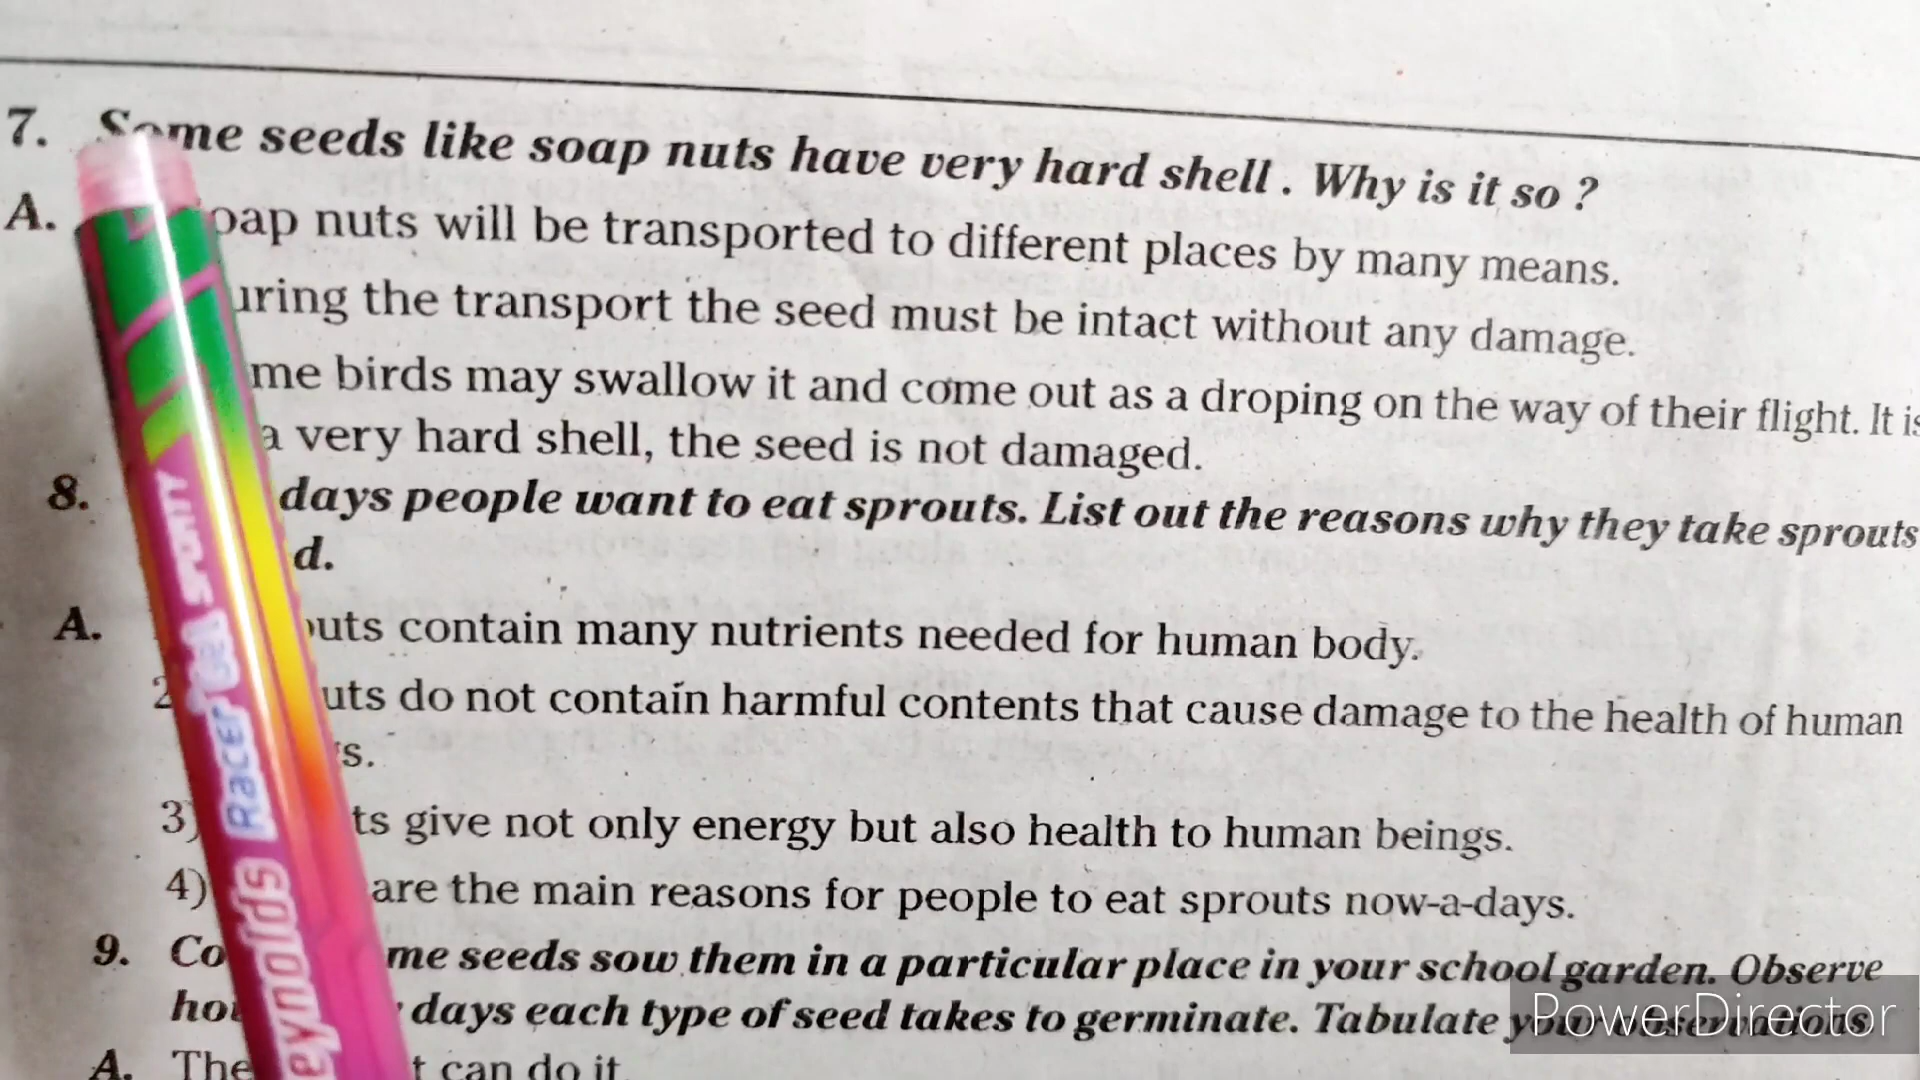 7. Some seeds like soap nuts have very hard shell . Why is it so ?
A. oap nuts will be transported to different places by many means.
uring the transport the seed must be intact without any damage.
me birds may swallow it and come out as a droping on the way of their flight. It is
a very hard shell, the seed is not damaged.
8. days people want to eat sprouts. List out the reasons why they take sprouts
d.
A. outs contain many nutrients needed for human body.
2 uts do not contain harmful contents that cause damage to the health of human
s.
3) ts give not only energy but also health to human beings.
4) are the main reasons for people to eat sprouts now-a-days.
9. Co me seeds sow them in a particular place in your school garden. Observe
days each type of seed takes to germinate. Tabulate your observations
A. The t can do it
SPORTY
Racer Gel
eynolds
PowerDirector